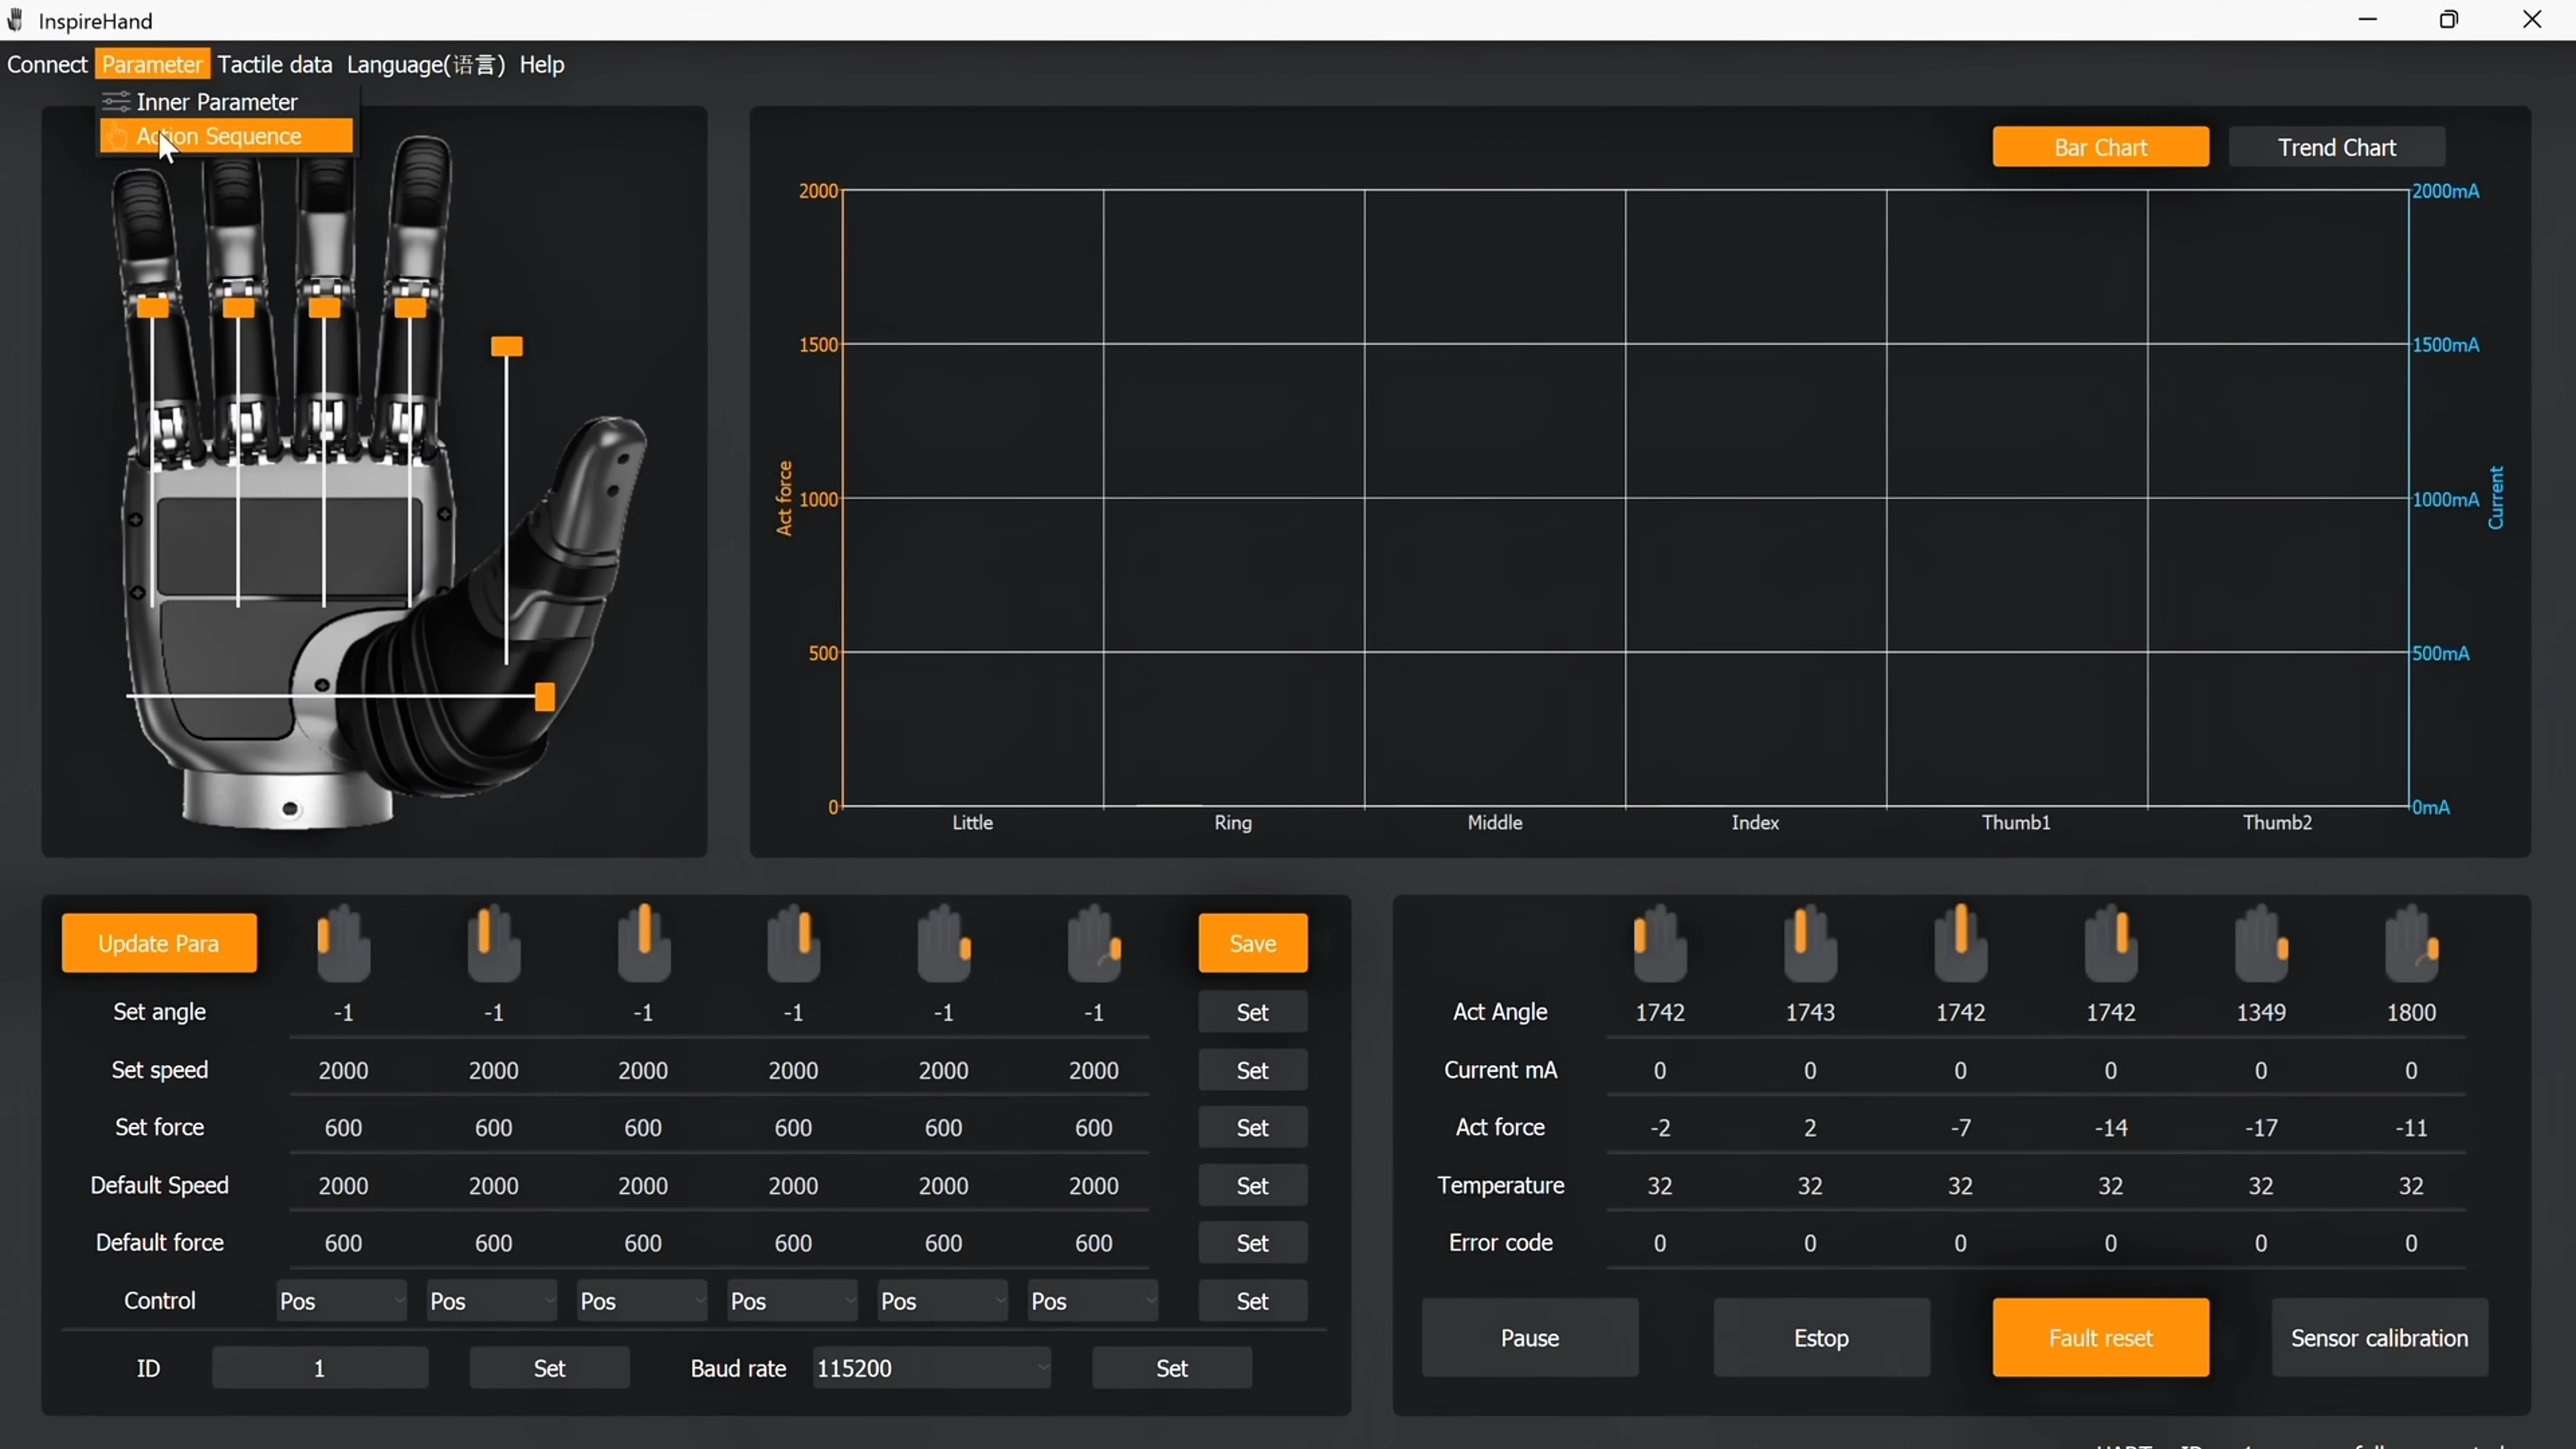 InspireHand
Connect Parameter Tactile data Language(语言) Help
Inner Parameter
Action Sequence
Bar Chart Trend Chart
2000 2000mA
1500 1500mA
Act force 1000 1000mA Current
500 500mA
0 0mA
Little Ring Middle Index Thumb1 Thumb2
Update Para Save
Set angle -1 -1 -1 -1 -1 -1 Set
Set speed 2000 2000 2000 2000 2000 2000 Set
Set force 600 600 600 600 600 600 Set
Default Speed 2000 2000 2000 2000 2000 2000 Set
Default force 600 600 600 600 600 600 Set
Control Pos Pos Pos Pos Pos Pos Set
ID 1 Set Baud rate 115200 Set
Act Angle 1742 1743 1742 1742 1349 1800
Current mA 0 0 0 0 0 0
Act force -2 2 -7 -14 -17 -11
Temperature 32 32 32 32 32 32
Error code 0 0 0 0 0 0
Pause Estop Fault reset Sensor calibration